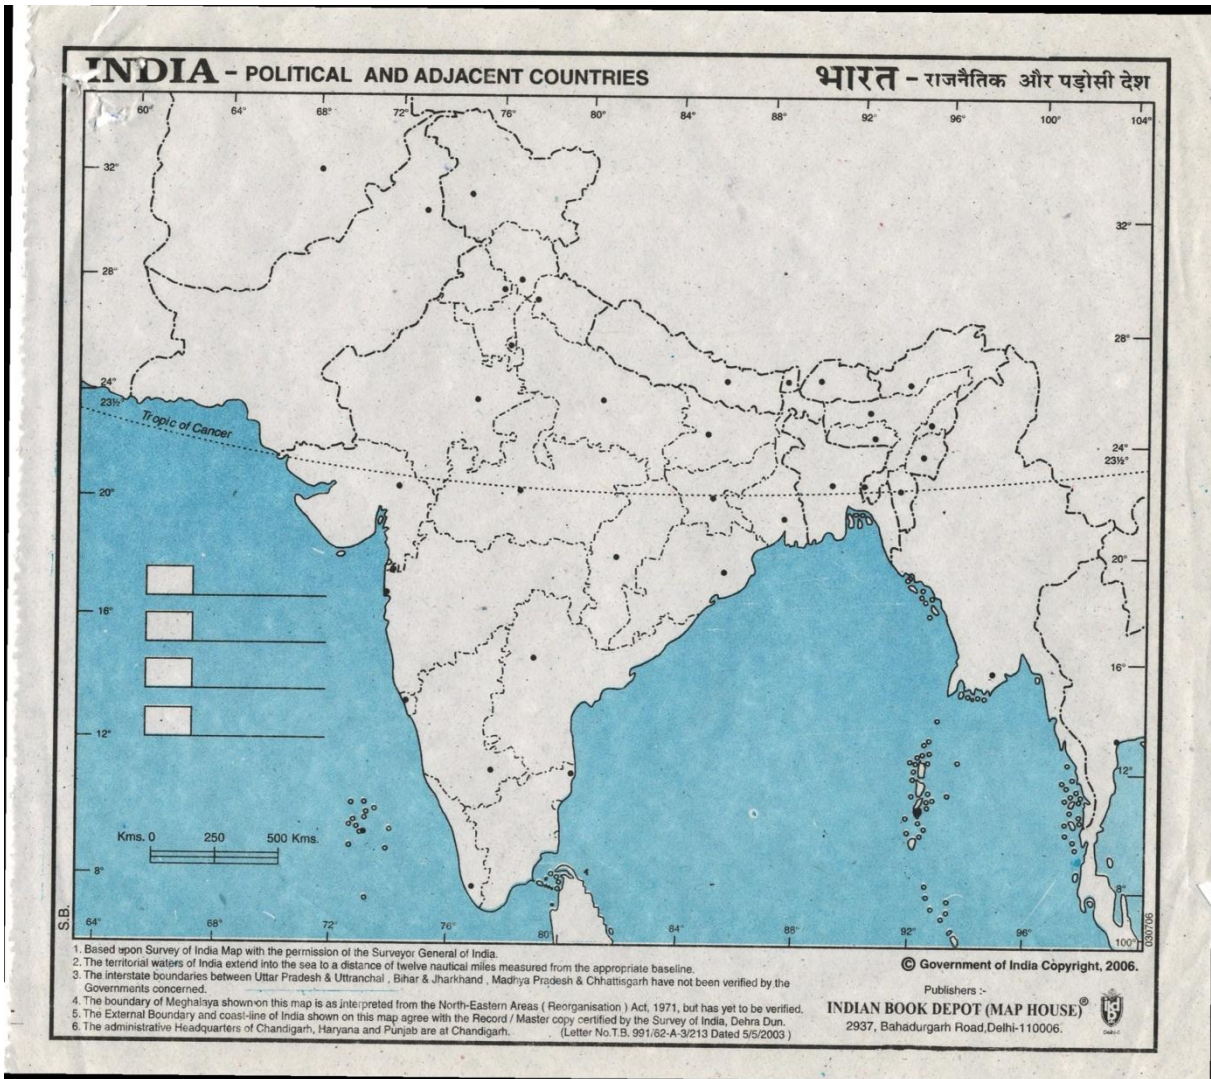 INDIA - POLITICAL AND ADJACENT COUNTRIES
भारत - राजनैतिक और पड़ोसी देश
60° 64° 68° 72° 76° 80° 84° 88° 92° 96° 100° 104°
32°
32°
28°
28°
24°
23½°
Tropic of Cancer
24°
23½°
20°
20°
16°
16°
12°
12°
Kms. 0 250 500 Kms.
8°
8°
64° 68° 72° 76° 80° 84° 88° 92° 96° 100°
S.B.
030706
1. Based upon Survey of India Map with the permission of the Surveyor General of India.
2. The territorial waters of India extend into the sea to a distance of twelve nautical miles measured from the appropriate baseline.
3. The interstate boundaries between Uttar Pradesh & Uttranchal , Bihar & Jharkhand , Madhya Pradesh & Chhattisgarh have not been verified by the
Governments concerned.
4. The boundary of Meghalaya shown on this map is as interpreted from the North-Eastern Areas ( Reorganisation ) Act, 1971, but has yet to be verified.
5. The External Boundary and coast-line of India shown on this map agree with the Record / Master copy certified by the Survey of India, Dehra Dun.
6. The administrative Headquarters of Chandigarh, Haryana and Punjab are at Chandigarh. (Letter No.T.B. 991/62-A-3/213 Dated 5/5/2003 )
© Government of India Copyright, 2006.
Publishers :-
INDIAN BOOK DEPOT (MAP HOUSE)®
2937, Bahadurgarh Road,Delhi-110006.